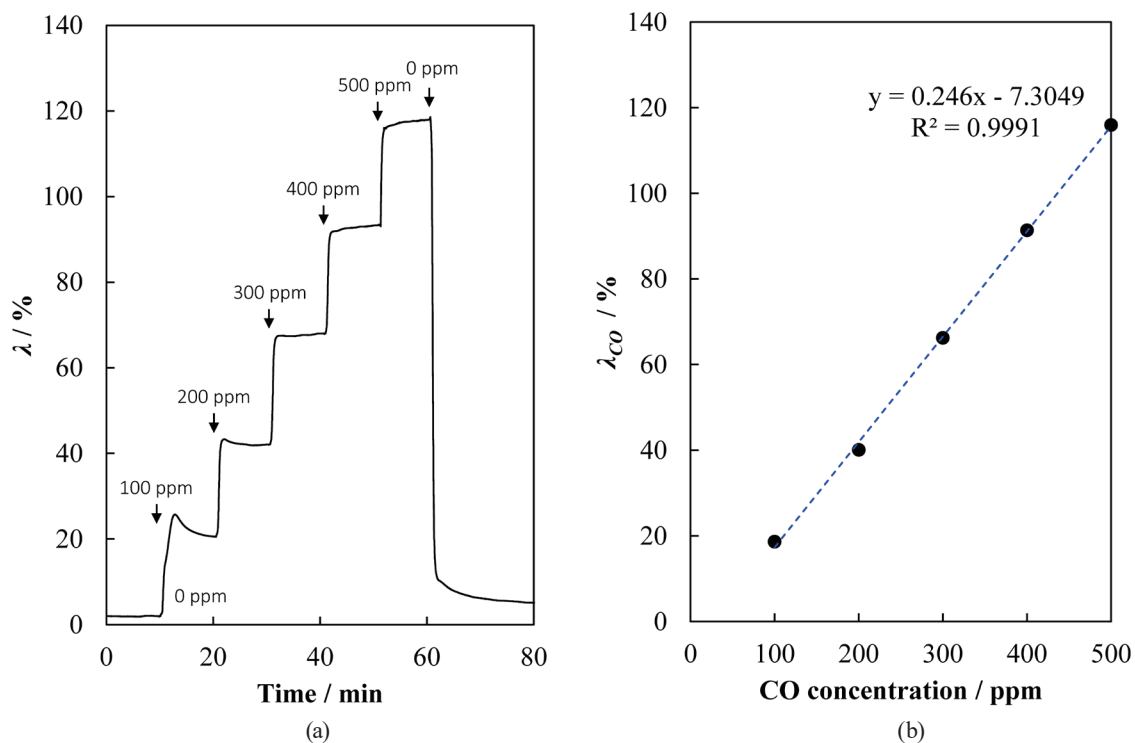 140
120
100
80
60
40
20
0
λ / %
0 ppm
500 ppm
400 ppm
300 ppm
200 ppm
100 ppm
0 ppm
0 20 40 60 80
Time / min
(a)
140
120
100
80
60
40
20
0
λCO / %
y = 0.246x - 7.3049
R² = 0.9991
0 100 200 300 400 500
CO concentration / ppm
(b)